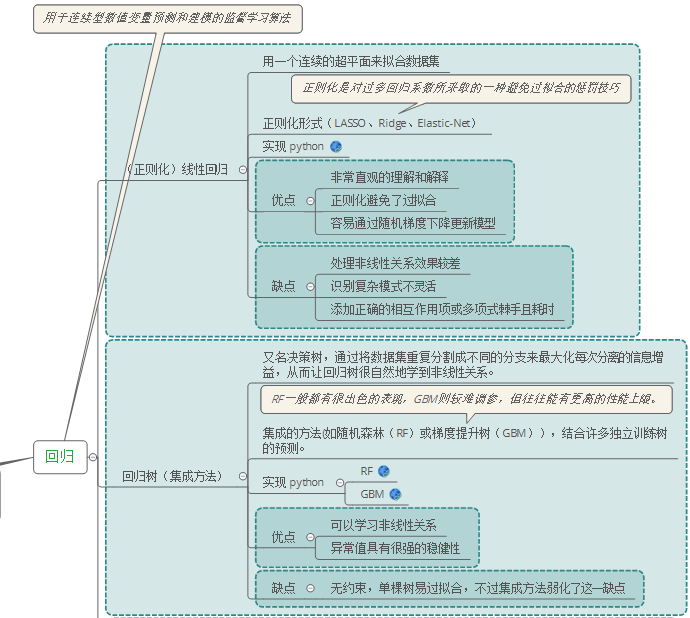 用于连续型数值变量预测和建模的监督学习算法
用一个连续的超平面来拟合数据集
正则化是对过多回归系数所采取的一种避免过拟合的惩罚技巧
正则化形式（LASSO、Ridge、Elastic-Net）
实现 python
（正则化）线性回归
非常直观的理解和解释
优点
正则化避免了过拟合
容易通过随机梯度下降更新模型
处理非线性关系效果较差
缺点
识别复杂模式不灵活
添加正确的相互作用项或多项式棘手且耗时
又名决策树，通过将数据集重复分割成不同的分支来最大化每次分离的信息增
益，从而让回归树很自然地学到非线性关系。
RF一般都有很出色的表现，GBM则较难调参，但往往能有更高的性能上限。
集成的方法(如随机森林（RF）或梯度提升树（GBM）），结合许多独立训练树
的预测。
回归
回归树（集成方法）
实现 python
RF
GBM
可以学习非线性关系
优点
异常值具有很强的稳健性
缺点
无约束，单棵树易过拟合，不过集成方法弱化了这一缺点